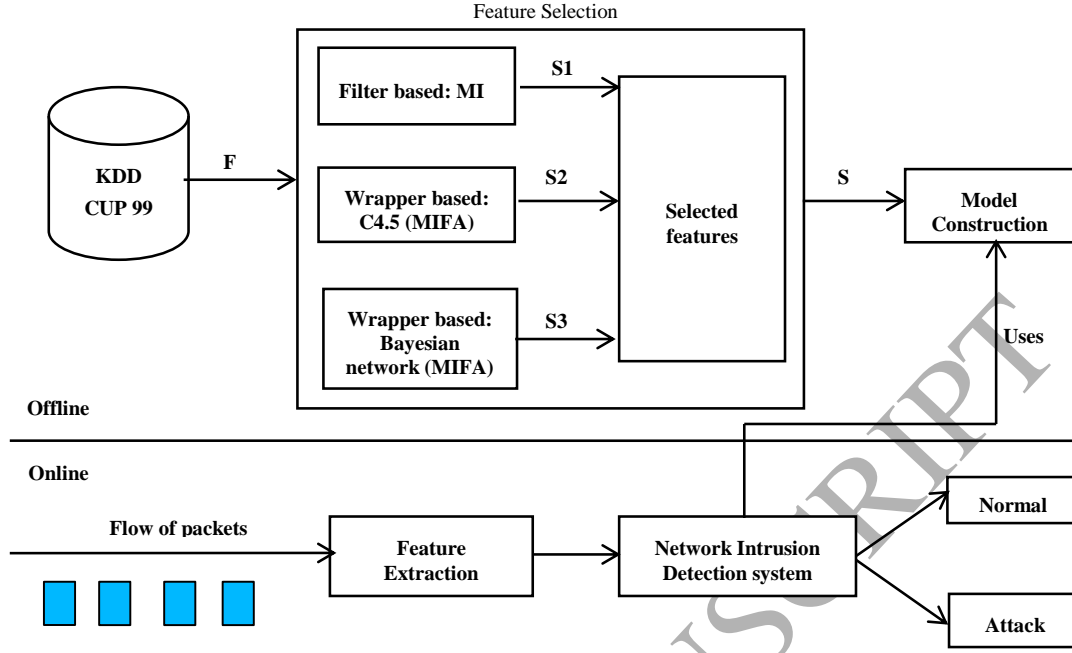 Feature Selection
KDD
CUP 99
F
Filter based: MI
S1
Wrapper based:
C4.5 (MIFA)
S2
Wrapper based:
Bayesian
network (MIFA)
S3
Selected
features
S
Model
Construction
Uses
Offline
Online
Flow of packets
Feature
Extraction
Network Intrusion
Detection system
Normal
Attack